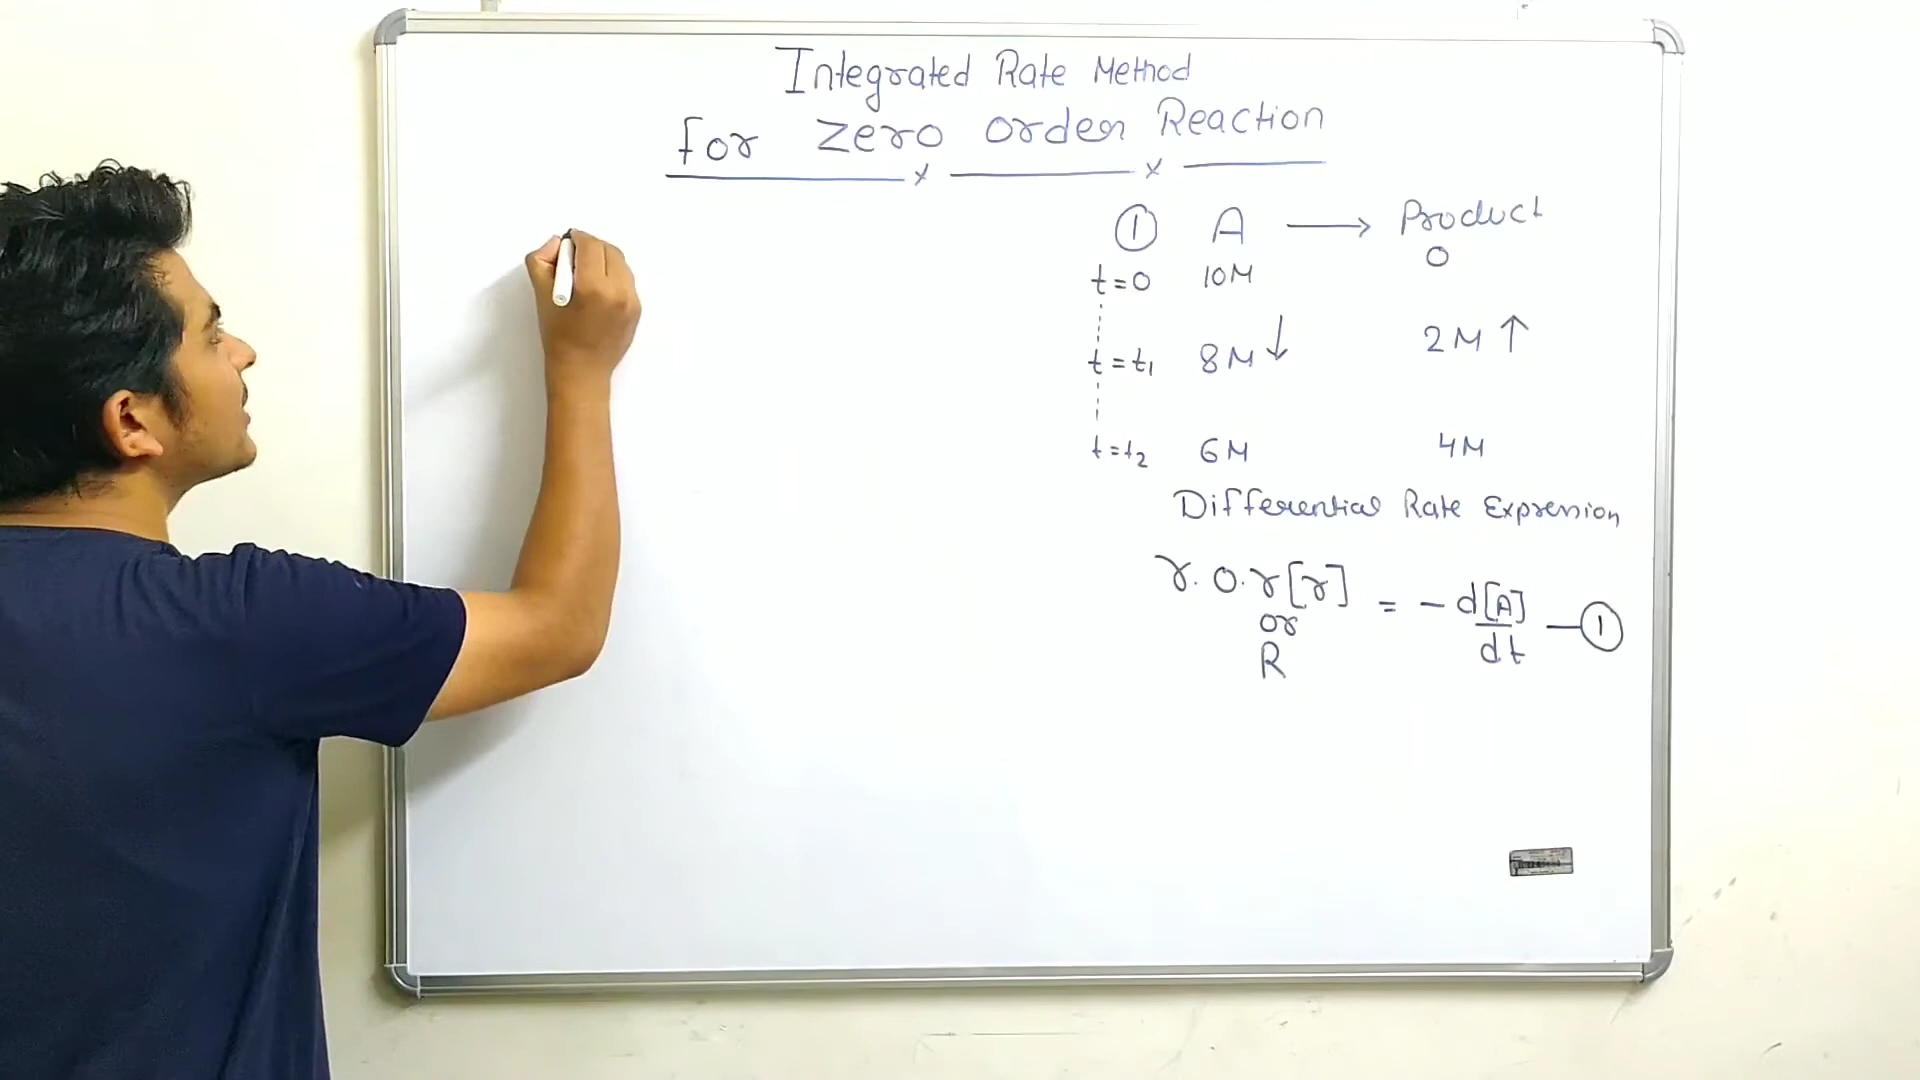 Integrated Rate Method
for zero order Reaction
① A ⟶ Product
t=0 10M 0
t=t₁ 8M↓ 2M↑
t=t₂ 6M 4M
Differential Rate Expression
r.o.r[r] = - d[A]/dt —①
or
R